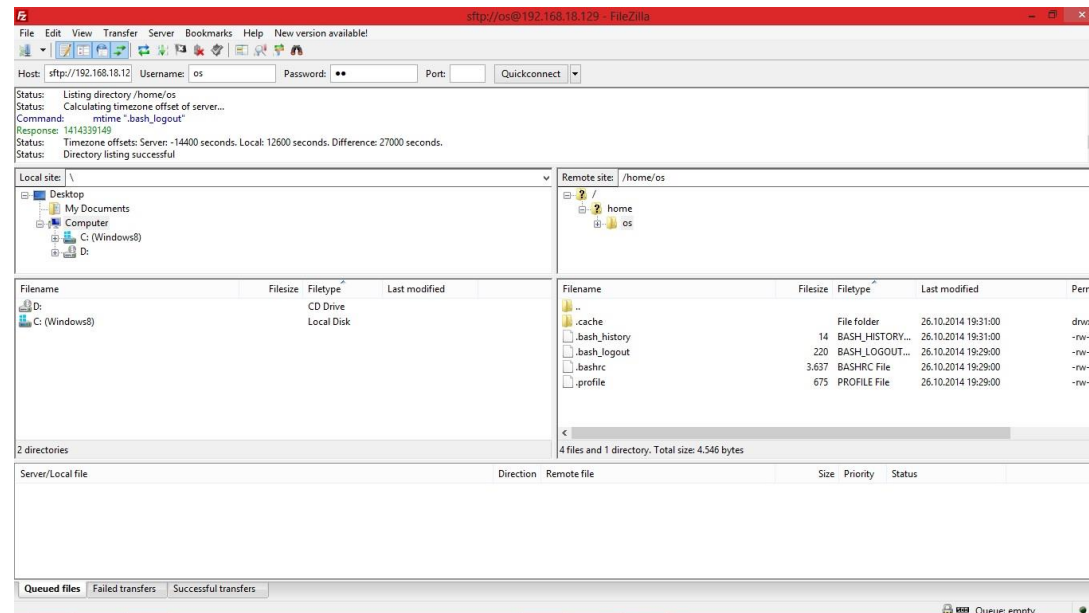 sftp://os@192.168.18.129 - FileZilla
File Edit View Transfer Server Bookmarks Help New version available!
Host: sftp://192.168.18.12 Username: os Password: •• Port: Quickconnect
Status: Listing directory /home/os
Status: Calculating timezone offset of server...
Command: mtime ".bash_logout"
Response: 1414339149
Status: Timezone offsets: Server: -14400 seconds. Local: 12600 seconds. Difference: 27000 seconds.
Status: Directory listing successful
Local site: \
Desktop
My Documents
Computer
C: (Windows8)
D:
Remote site: /home/os
/
home
os
Filename Filesize Filetype Last modified
D: CD Drive
C: (Windows8) Local Disk
2 directories
Filename Filesize Filetype Last modified Perr
..
.cache File folder 26.10.2014 19:31:00 drw
.bash_history 14 BASH_HISTORY... 26.10.2014 19:31:00 -rw-
.bash_logout 220 BASH_LOGOUT... 26.10.2014 19:29:00 -rw-
.bashrc 3.637 BASHRC File 26.10.2014 19:29:00 -rw-
.profile 675 PROFILE File 26.10.2014 19:29:00 -rw-
4 files and 1 directory. Total size: 4.546 bytes
Server/Local file Direction Remote file Size Priority Status
Queued files Failed transfers Successful transfers
Queue: empty